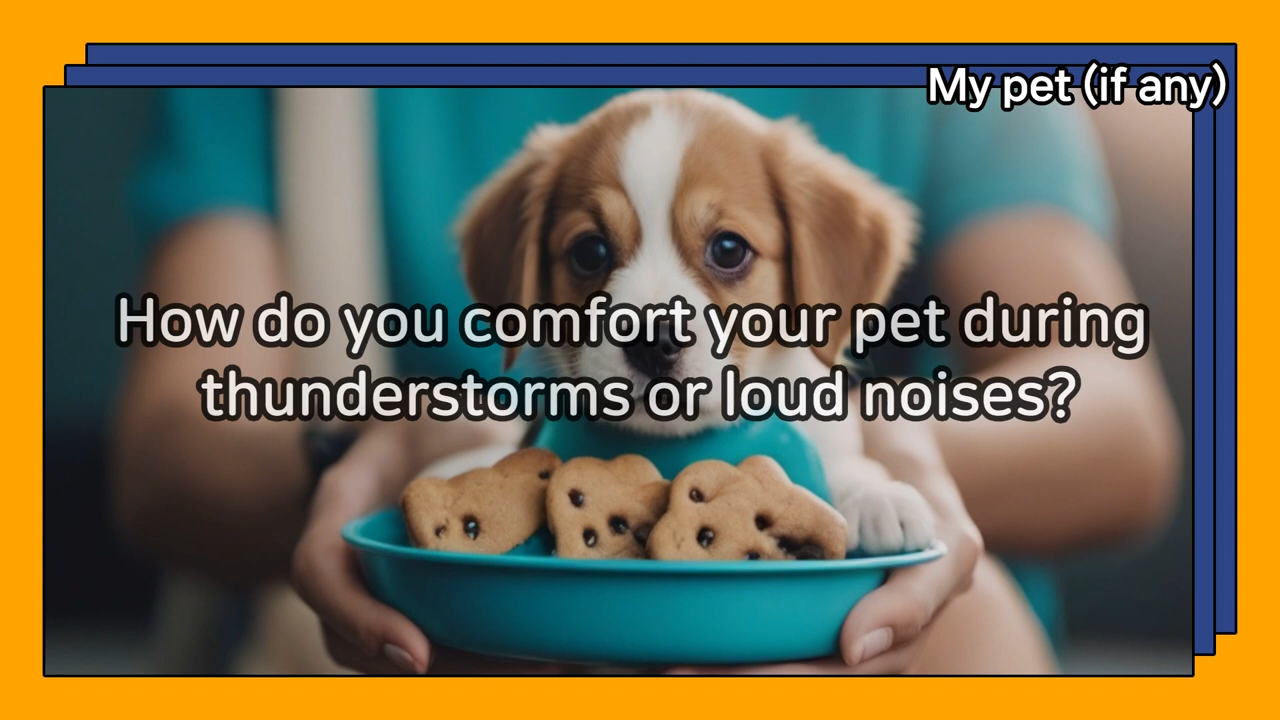 My pet (if any)
How do you comfort your pet during
thunderstorms or loud noises?